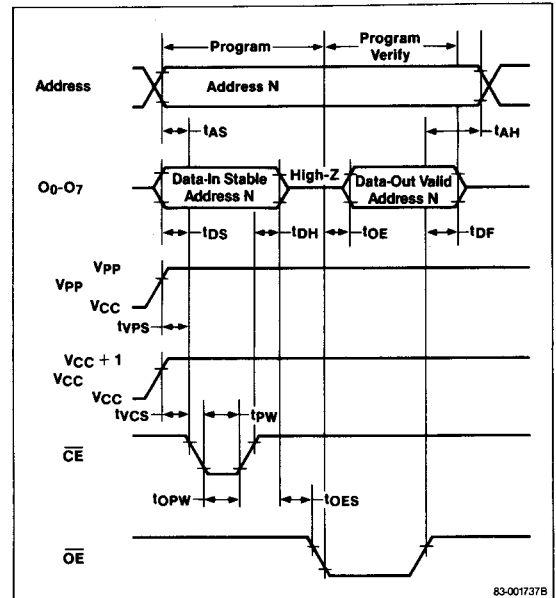 Program
Program
Verify
Address
Address N
tAS
tAH
O0-O7
Data-In Stable
Address N
High-Z
Data-Out Valid
Address N
tDS
tDH
tOE
tDF
VPP
VPP
VCC
tVPS
VCC + 1
VCC
VCC
tVCS
tPW
CE
tOPW
tOES
OE
83-001737B